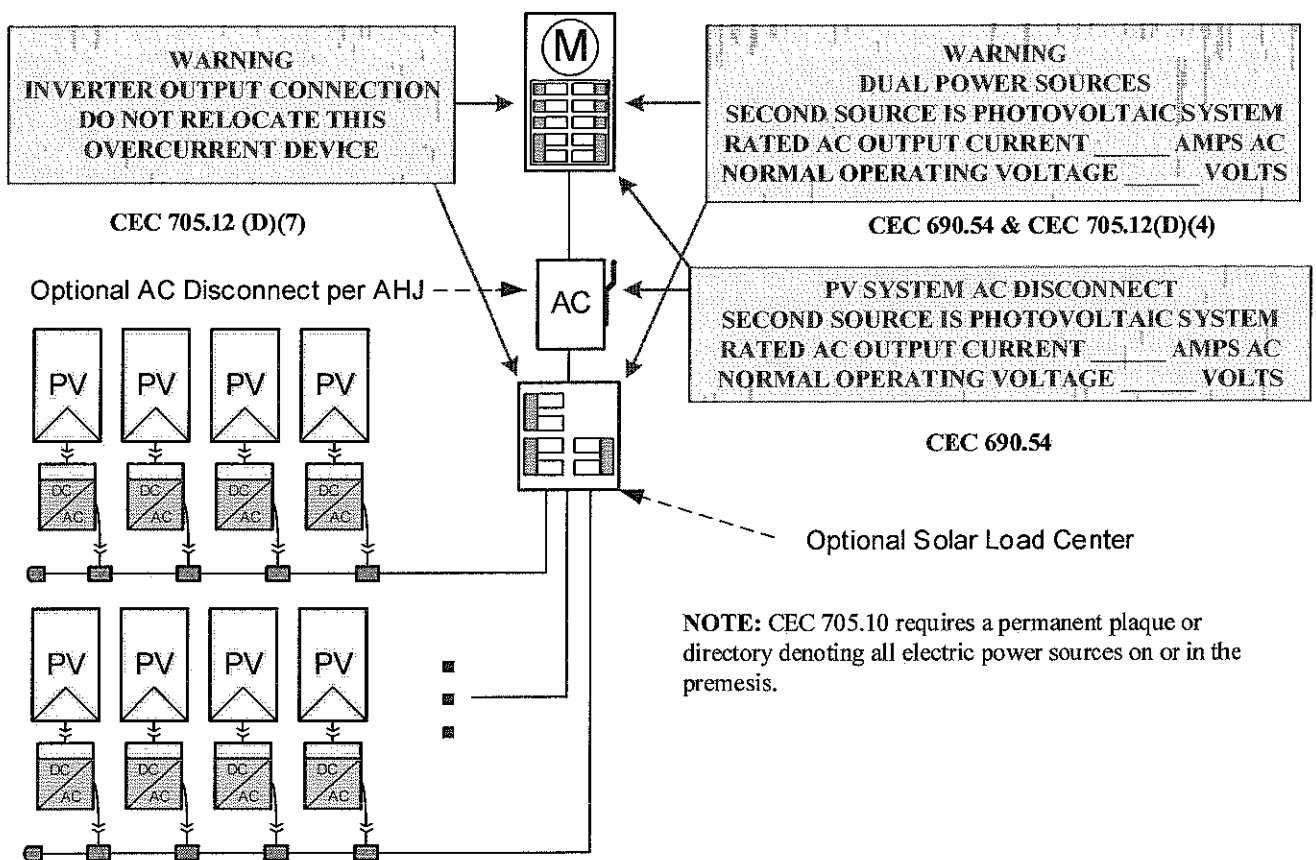 WARNING
INVERTER OUTPUT CONNECTION
DO NOT RELOCATE THIS
OVERCURRENT DEVICE
CEC 705.12 (D)(7)
M
WARNING
DUAL POWER SOURCES
SECOND SOURCE IS PHOTOVOLTAIC SYSTEM
RATED AC OUTPUT CURRENT ______ AMPS AC
NORMAL OPERATING VOLTAGE ______ VOLTS
CEC 690.54 & CEC 705.12(D)(4)
Optional AC Disconnect per AHJ
AC
PV SYSTEM AC DISCONNECT
SECOND SOURCE IS PHOTOVOLTAIC SYSTEM
RATED AC OUTPUT CURRENT ______ AMPS AC
NORMAL OPERATING VOLTAGE ______ VOLTS
CEC 690.54
PV PV PV PV
DC DC DC DC
AC AC AC AC
Optional Solar Load Center
NOTE: CEC 705.10 requires a permanent plaque or
directory denoting all electric power sources on or in the
premesis.
PV PV PV PV
DC DC DC DC
AC AC AC AC